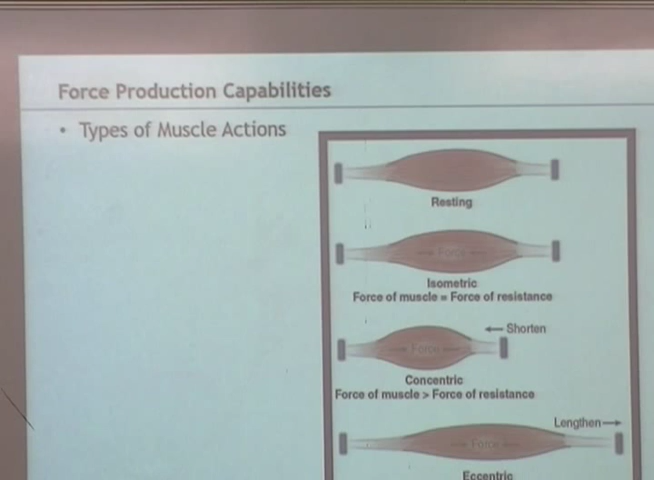 Force Production Capabilities
• Types of Muscle Actions
Resting
Force
Isometric
Force of muscle = Force of resistance
← Shorten
Force
Concentric
Force of muscle > Force of resistance
Lengthen →
Force
Eccentric